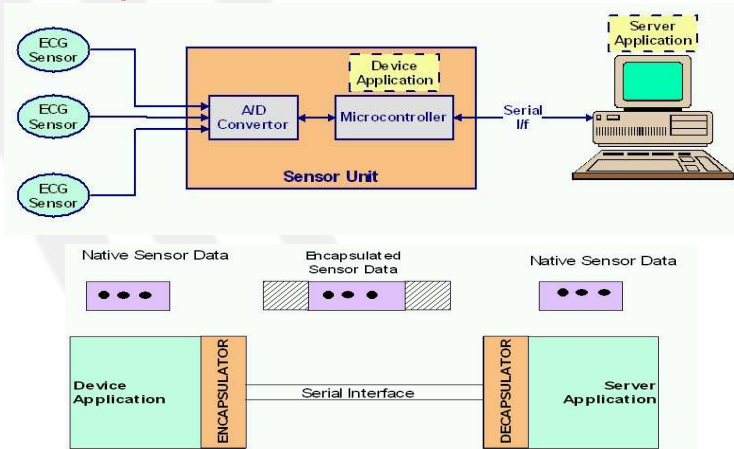 ECG
Sensor
ECG
Sensor
ECG
Sensor
A/D
Convertor
Device
Application
Microcontroller
Sensor Unit
Serial
I/f
Server
Application
Native Sensor Data
Encapsulated
Sensor Data
Native Sensor Data
Device
Application
ENCAPSULATOR
Serial Interface
DECAPSULATOR
Server
Application